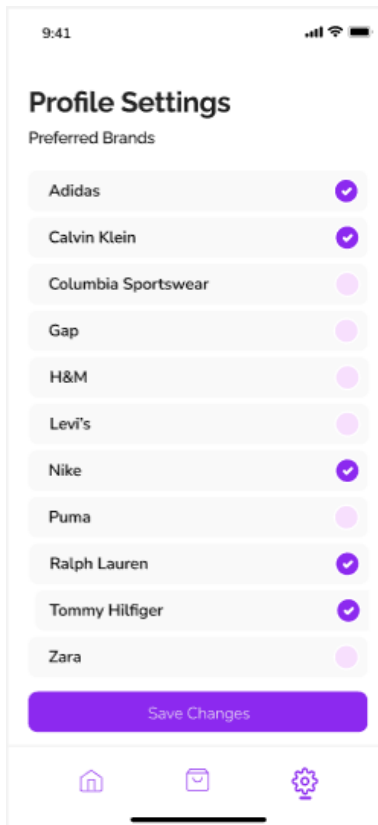 9:41
Profile Settings
Preferred Brands
Adidas
Calvin Klein
Columbia Sportswear
Gap
H&M
Levi's
Nike
Puma
Ralph Lauren
Tommy Hilfiger
Zara
Save Changes